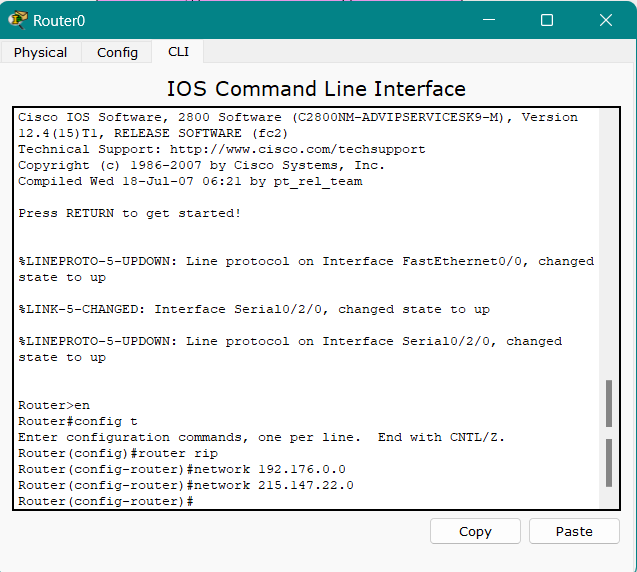 Router0
Physical Config CLI
IOS Command Line Interface
Cisco IOS Software, 2800 Software (C2800NM-ADVIPSERVICESK9-M), Version
12.4(15)T1, RELEASE SOFTWARE (fc2)
Technical Support: http://www.cisco.com/techsupport
Copyright (c) 1986-2007 by Cisco Systems, Inc.
Compiled Wed 18-Jul-07 06:21 by pt_rel_team
Press RETURN to get started!
%LINEPROTO-5-UPDOWN: Line protocol on Interface FastEthernet0/0, changed
state to up
%LINK-5-CHANGED: Interface Serial0/2/0, changed state to up
%LINEPROTO-5-UPDOWN: Line protocol on Interface Serial0/2/0, changed
state to up
Router>en
Router#config t
Enter configuration commands, one per line.  End with CNTL/Z.
Router(config)#router rip
Router(config-router)#network 192.176.0.0
Router(config-router)#network 215.147.22.0
Router(config-router)#
Copy Paste